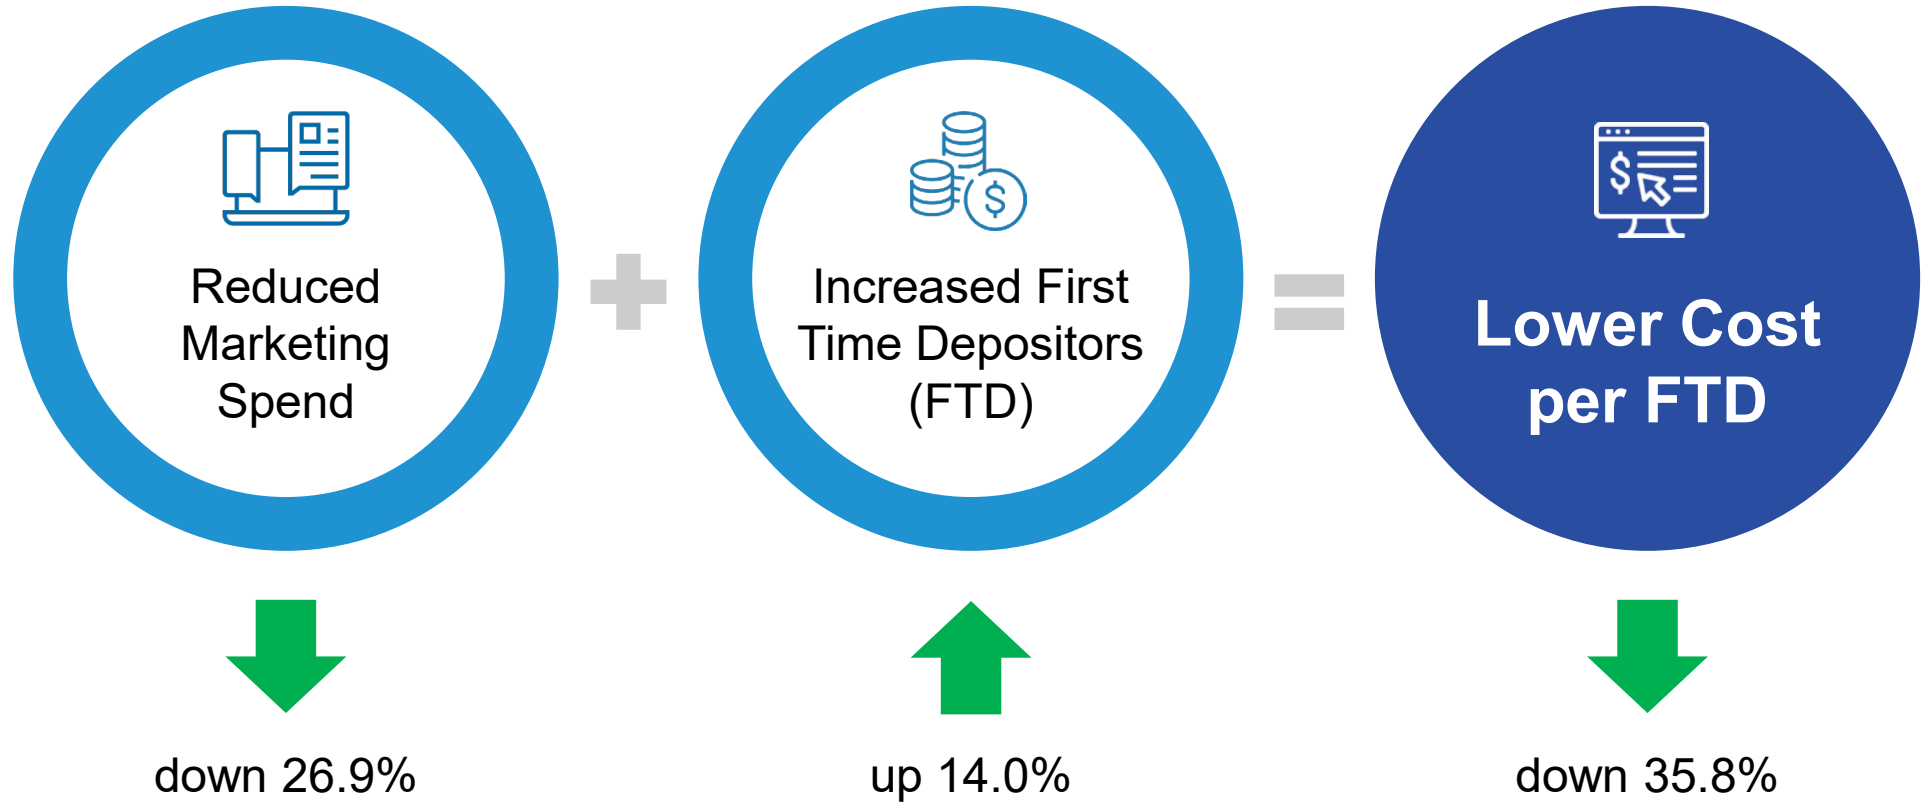 Reduced
Marketing
Spend
Increased First
Time Depositors
(FTD)
$
$
Lower Cost
per FTD
down 26.9%
up 14.0%
down 35.8%